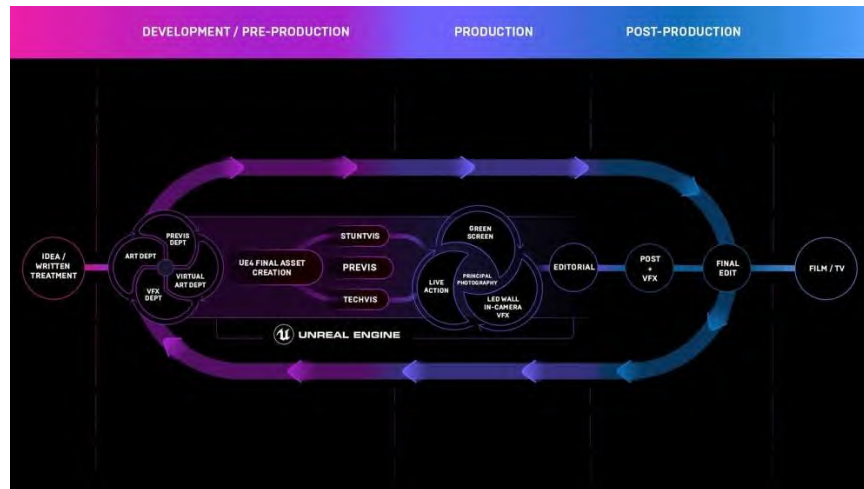 DEVELOPMENT / PRE-PRODUCTION
PRODUCTION
POST-PRODUCTION
IDEA /
WRITTEN
TREATMENT
PREVIS
DEPT
ART DEPT
VIRTUAL
ART DEPT
VFX
DEPT
UE4 FINAL ASSET
CREATION
STUNTVIS
PREVIS
TECHVIS
GREEN
SCREEN
LIVE
ACTION
PRINCIPAL
PHOTOGRAPHY
LED WALL
IN-CAMERA
VFX
EDITORIAL
POST
+
VFX
FINAL
EDIT
FILM / TV
UNREAL ENGINE